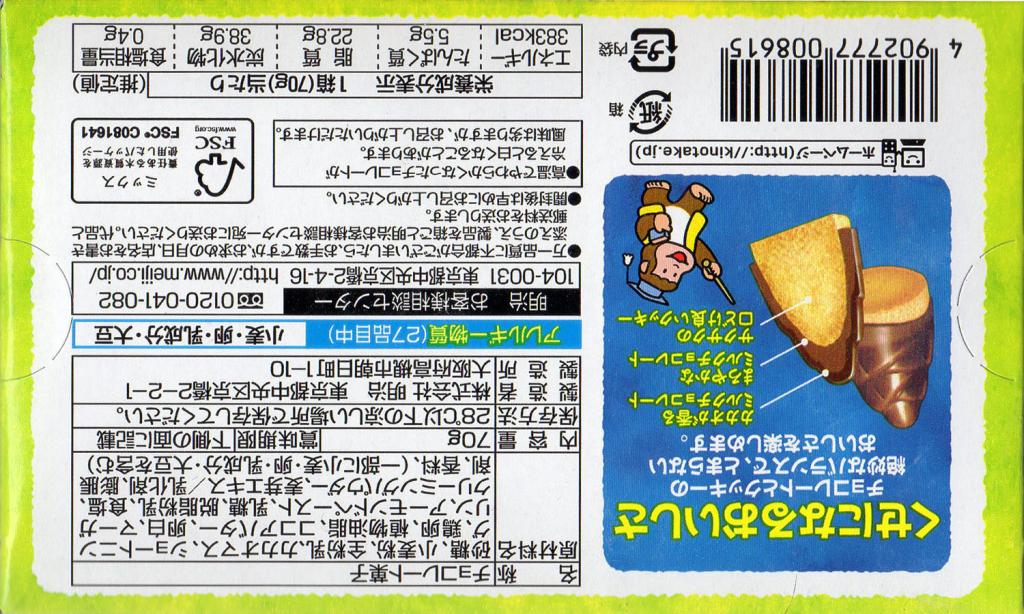 くせになるおいしさ
チョコレートとクッキーの
絶妙なバランスで、とまらない
おいしさを楽しめます。
カカオが香る
ミルクチョコレート
まろやかな
ミルクチョコレート
サクサクの
口どけ良いクッキー
ホームページ(http://kinotake.jp)
紙
箱
プラ
内袋
4 902777 008615
名称 チョコレート菓子
原材料名 砂糖、小麦粉、全粉乳、カカオマス、ショートニン
グ、鶏卵、植物油脂、ココアバター、卵白、マーガ
リン、アーモンドペースト、乳糖、脱脂粉乳、食塩、
クリーミングパウダー、麦芽エキス/乳化剤、膨脹
剤、香料、(一部に小麦・卵・乳成分・大豆を含む)
内容量 70g 賞味期限 下側の面に記載
保存方法 28℃以下の涼しい場所で保存してください。
製造者 株式会社 明治 東京都中央区京橋2-2-1
製造所 大阪府高槻市朝日町1-10
アレルギー物質(27品目中) 小麦・卵・乳成分・大豆
明治 お客様相談センター 0120-041-082
104-0031 東京都中央区京橋2-4-16 http://www.meiji.co.jp/
●万一品質に不都合がございましたら、お手数ですが、お求めの月日、店名をお書き
添えのうえ、製品を箱ごと明治お客様相談センター宛にお送りください。代品と
郵送料をお送りします。
●開封後は早めにお召し上がりください。
●高温でやわらかくなったチョコレートが
冷えると白くなることがあります。
風味は劣りますが、お召し上がりいただけます。
FSC
www.fsc.org
ミックス
責任ある木質資源を
使用したパッケージ
FSC® C081641
栄養成分表示 1箱(70g)当たり (推定値)
エネルギー たんぱく質 脂質 炭水化物 食塩相当量
383kcal 5.5g 22.8g 38.9g 0.4g